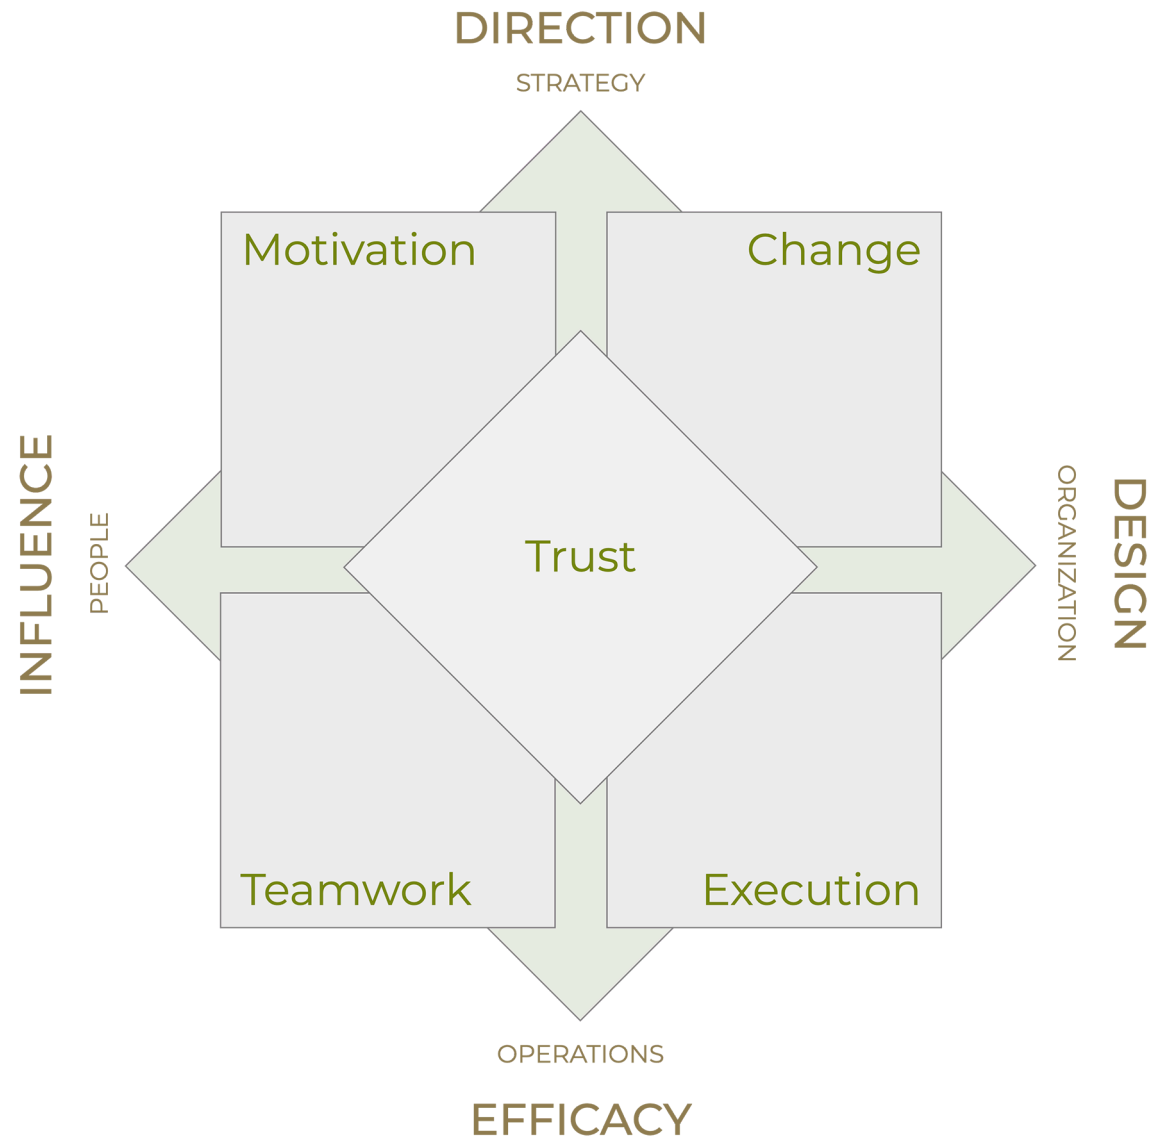 DIRECTION
STRATEGY
Motivation
Change
INFLUENCE
PEOPLE
Trust
ORGANIZATION
DESIGN
Teamwork
Execution
OPERATIONS
EFFICACY